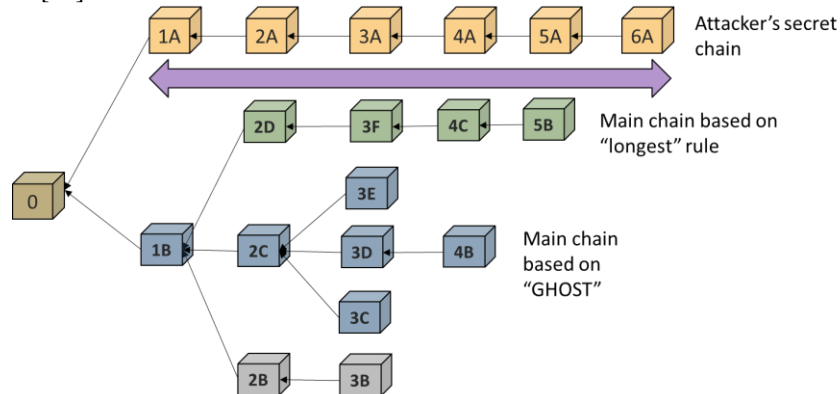 1A 2A 3A 4A 5A 6A Attacker's secret
chain
2D 3F 4C 5B Main chain based on
"longest" rule
0
3E
1B 2C 3D 4B Main chain
based on
"GHOST"
3C
2B 3B